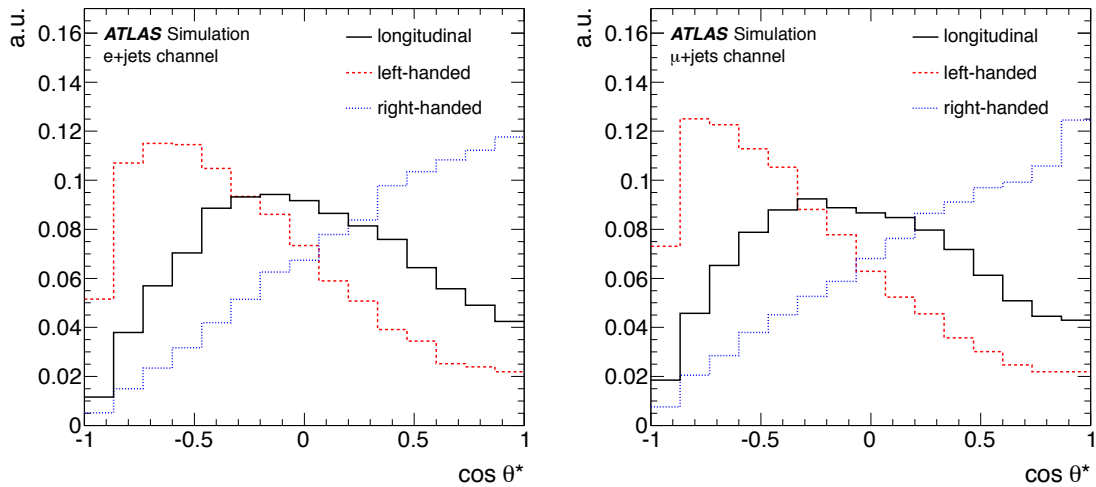 a.u.
0.16
0.14
0.12
0.1
0.08
0.06
0.04
0.02
0
ATLAS Simulation
e+jets channel
longitudinal
left-handed
right-handed
-1 -0.5 0 0.5 1
cos θ*
a.u.
0.16
0.14
0.12
0.1
0.08
0.06
0.04
0.02
0
ATLAS Simulation
μ+jets channel
longitudinal
left-handed
right-handed
-1 -0.5 0 0.5 1
cos θ*